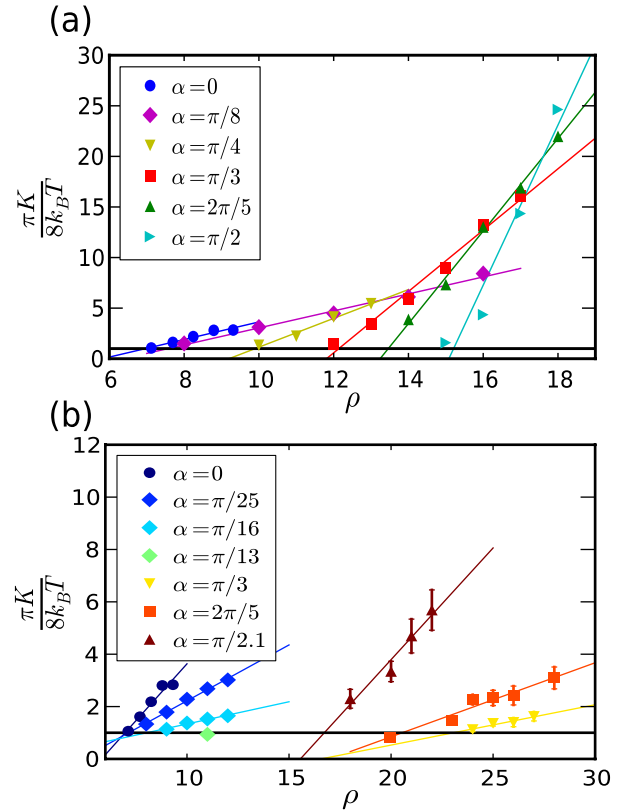 (a)
30
25
20
15
10
5
0
πK
8k_BT
α=0
α=π/8
α=π/4
α=π/3
α=2π/5
α=π/2
6 8 10 12 14 16 18
ρ
(b)
12
10
8
6
4
2
0
πK
8k_BT
α=0
α=π/25
α=π/16
α=π/13
α=π/3
α=2π/5
α=π/2.1
10 15 20 25 30
ρ